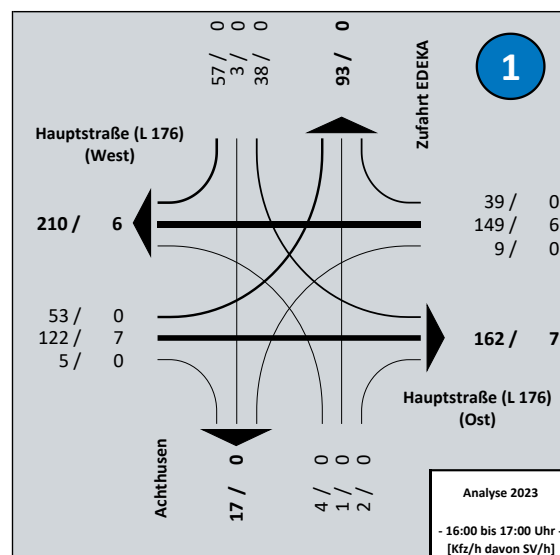 57 / 0
3 / 0
38 / 0
93 / 0
Zufahrt EDEKA
1
Hauptstraße (L 176)
(West)
210 / 6
39 / 0
149 / 6
9 / 0
53 / 0
122 / 7
5 / 0
162 / 7
Hauptstraße (L 176)
(Ost)
Achthusen
17 / 0
4 / 0
1 / 0
2 / 0
Analyse 2023
- 16:00 bis 17:00 Uhr -
[Kfz/h davon SV/h]